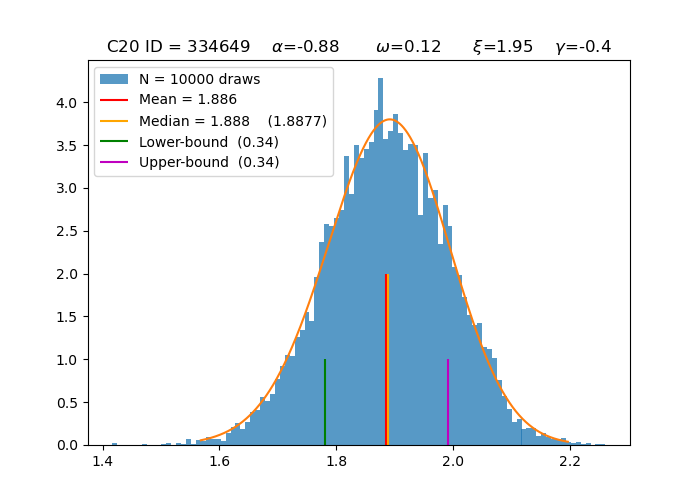 C20 ID = 334649 α=-0.88 ω=0.12 ξ=1.95 γ=-0.4
N = 10000 draws
Mean = 1.886
Median = 1.888 (1.8877)
Lower-bound (0.34)
Upper-bound (0.34)
4.0
3.5
3.0
2.5
2.0
1.5
1.0
0.5
0.0
1.4 1.6 1.8 2.0 2.2